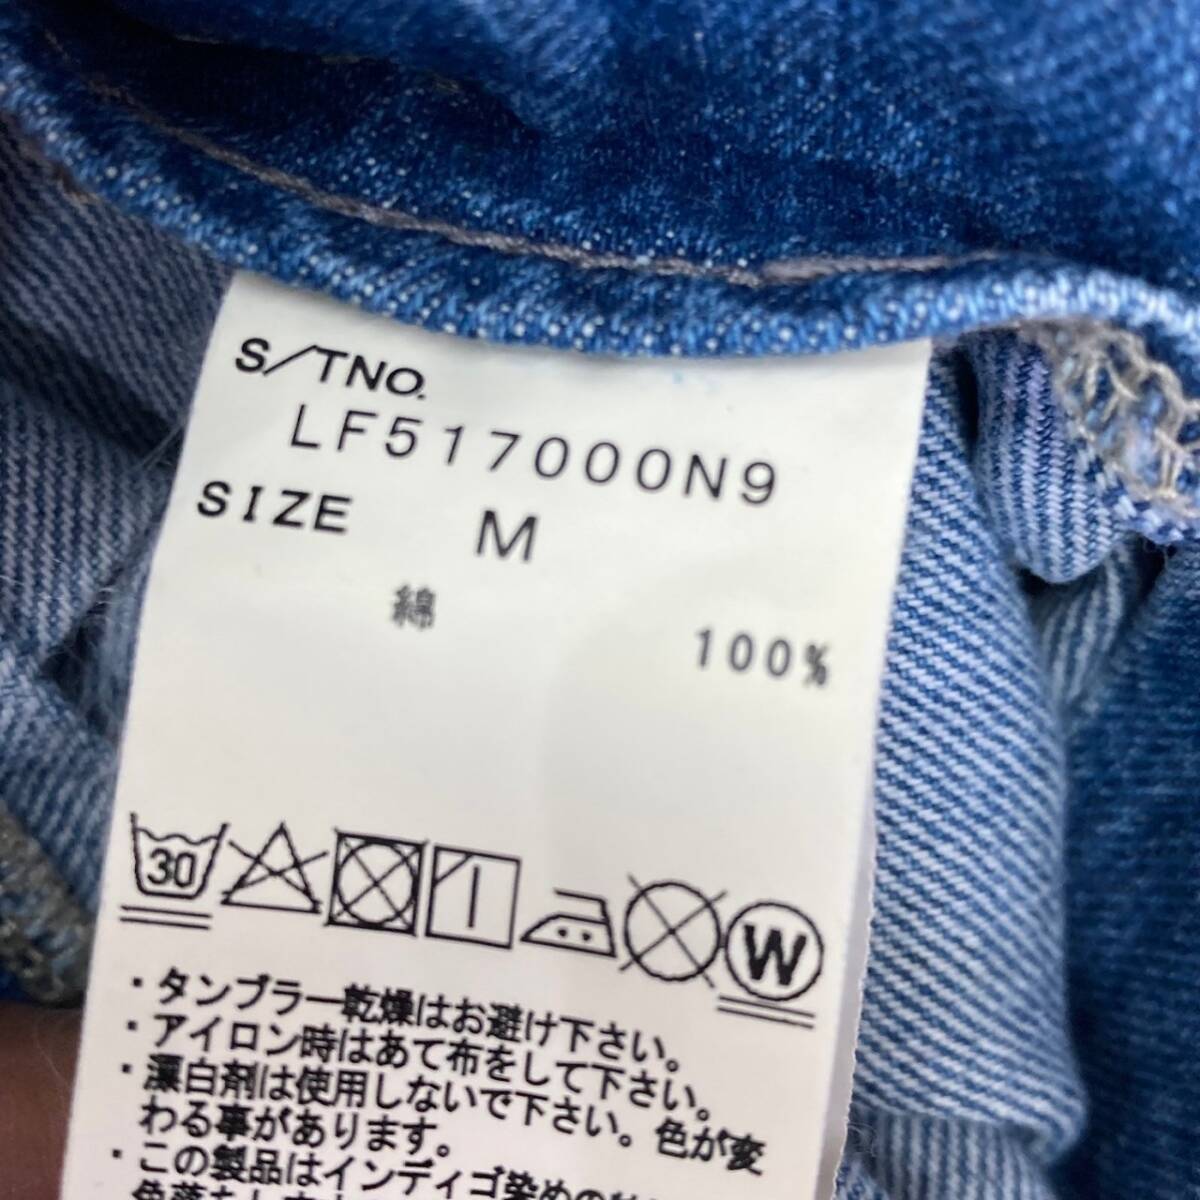 S/TNO.
LF517000N9
SIZE M
綿 100%
30
W
・タンブラー乾燥はお避け下さい。
・アイロン時はあて布をして下さい。
・漂白剤は使用しないで下さい。色が変
わる事があります。
・この製品はインディゴ染めの